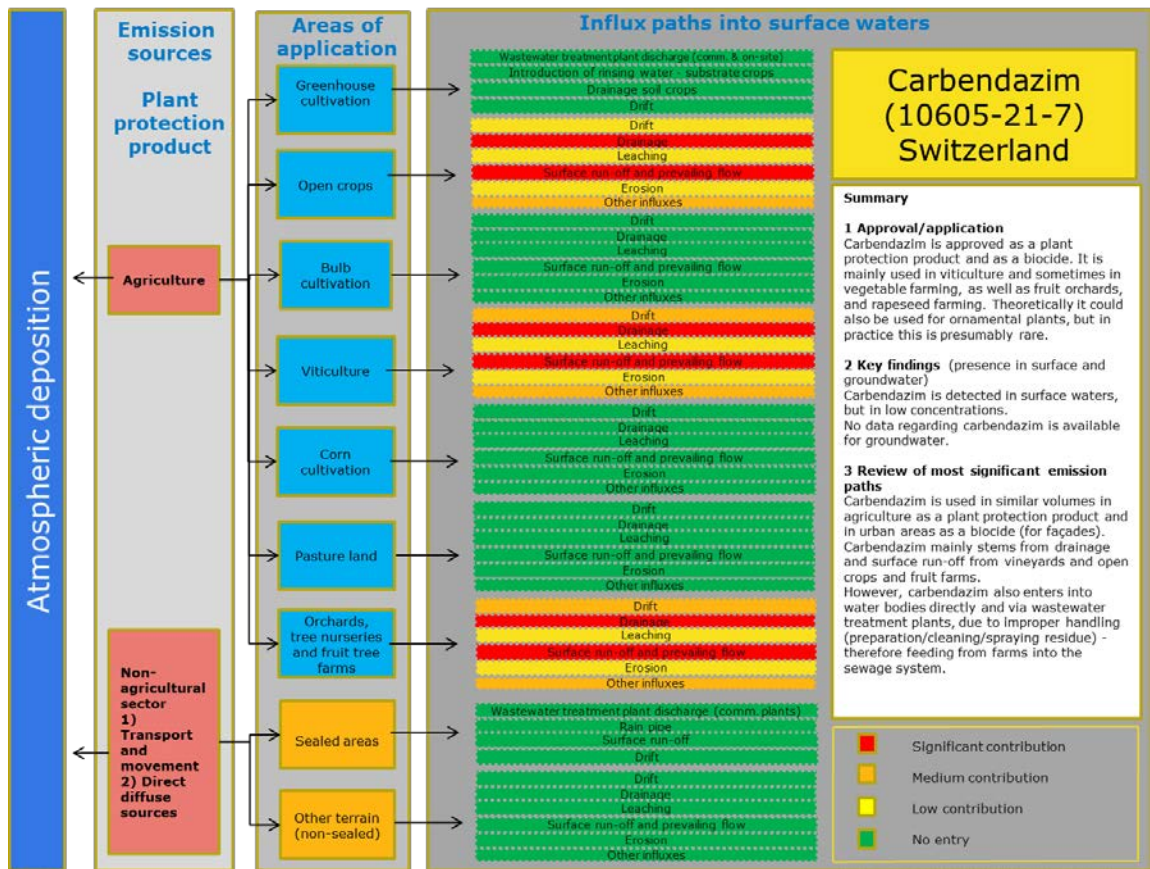 Atmospheric deposition
Emission
sources
Plant
protection
product
Agriculture
Non-
agricultural
sector
1)
Transport
and
movement
2) Direct
diffuse
sources
Areas of
application
Greenhouse
cultivation
Open crops
Bulb
cultivation
Viticulture
Corn
cultivation
Pasture land
Orchards,
tree nurseries
and fruit tree
farms
Sealed areas
Other terrain
(non-sealed)
Influx paths into surface waters
Wastewater treatment plant discharge (comm. & on-site)
Introduction of rinsing water - substrate crops
Drainage soil crops
Drift
Drift
Drainage
Leaching
Surface run-off and prevailing flow
Erosion
Other influxes
Drift
Drainage
Leaching
Surface run-off and prevailing flow
Erosion
Other influxes
Drift
Drainage
Leaching
Surface run-off and prevailing flow
Erosion
Other influxes
Drift
Drainage
Leaching
Surface run-off and prevailing flow
Erosion
Other influxes
Drift
Drainage
Leaching
Surface run-off and prevailing flow
Erosion
Other influxes
Drift
Drainage
Leaching
Surface run-off and prevailing flow
Erosion
Other influxes
Wastewater treatment plant discharge (comm. plants)
Rain pipe
Surface run-off
Drift
Drift
Drainage
Leaching
Surface run-off and prevailing flow
Erosion
Other influxes
Carbendazim
(10605-21-7)
Switzerland
Summary
1 Approval/application
Carbendazim is approved as a plant
protection product and as a biocide. It is
mainly used in viticulture and sometimes in
vegetable farming, as well as fruit orchards,
and rapeseed farming. Theoretically it could
also be used for ornamental plants, but in
practice this is presumably rare.
2 Key findings (presence in surface and
groundwater)
Carbendazim is detected in surface waters,
but in low concentrations.
No data regarding carbendazim is available
for groundwater.
3 Review of most significant emission
paths
Carbendazim is used in similar volumes in
agriculture as a plant protection product and
in urban areas as a biocide (for façades).
Carbendazim mainly stems from drainage
and surface run-off from vineyards and open
crops and fruit farms.
However, carbendazim also enters into
water bodies directly and via wastewater
treatment plants, due to improper handling
(preparation/cleaning/spraying residue) -
therefore feeding from farms into the
sewage system.
Significant contribution
Medium contribution
Low contribution
No entry